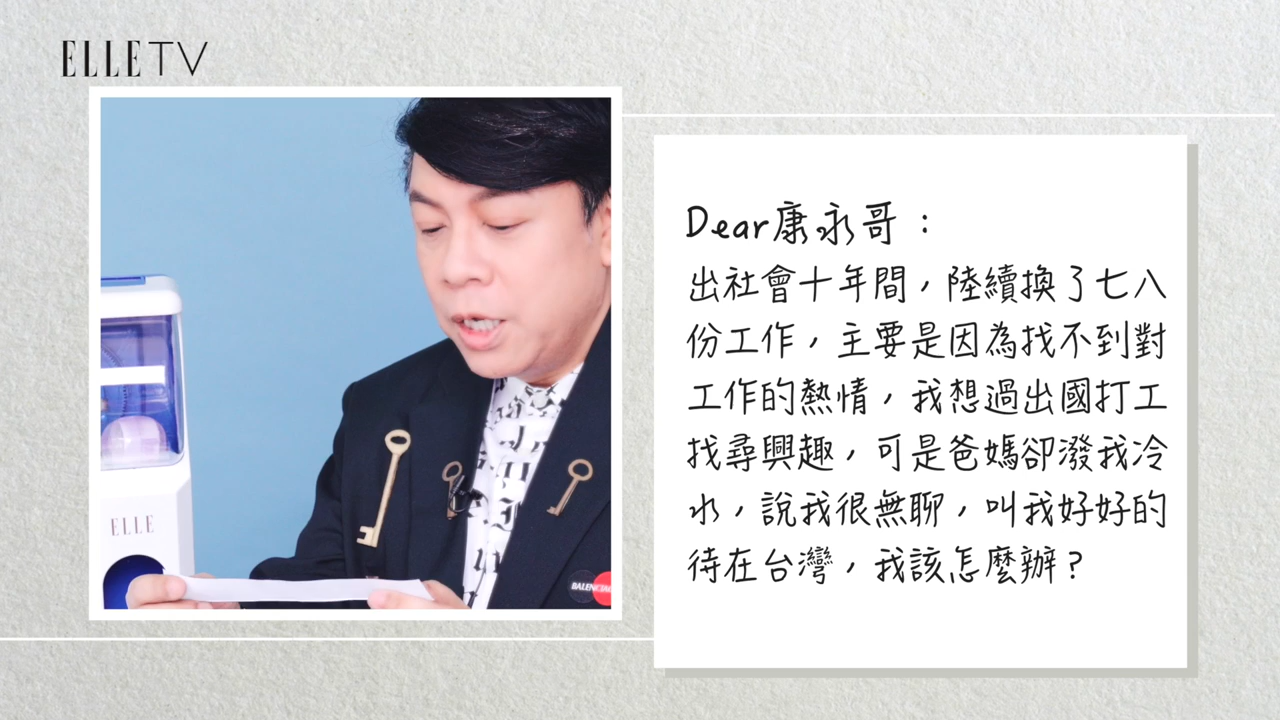 ELLE TV
Dear康永哥：
出社會十年間，陸續換了七八
份工作，主要是因為找不到對
工作的熱情，我想過出國打工
找尋興趣，可是爸媽卻潑我冷
水，說我很無聊，叫我好好的
待在台灣，我該怎麼辦？
ELLE